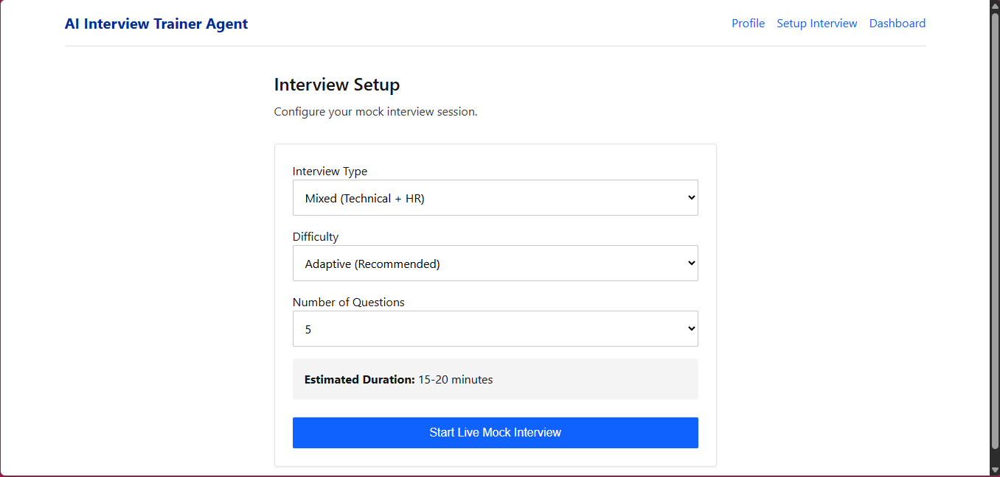 AI Interview Trainer Agent
Profile Setup Interview Dashboard
Interview Setup
Configure your mock interview session.
Interview Type
Mixed (Technical + HR)
Difficulty
Adaptive (Recommended)
Number of Questions
5
Estimated Duration: 15-20 minutes
Start Live Mock Interview